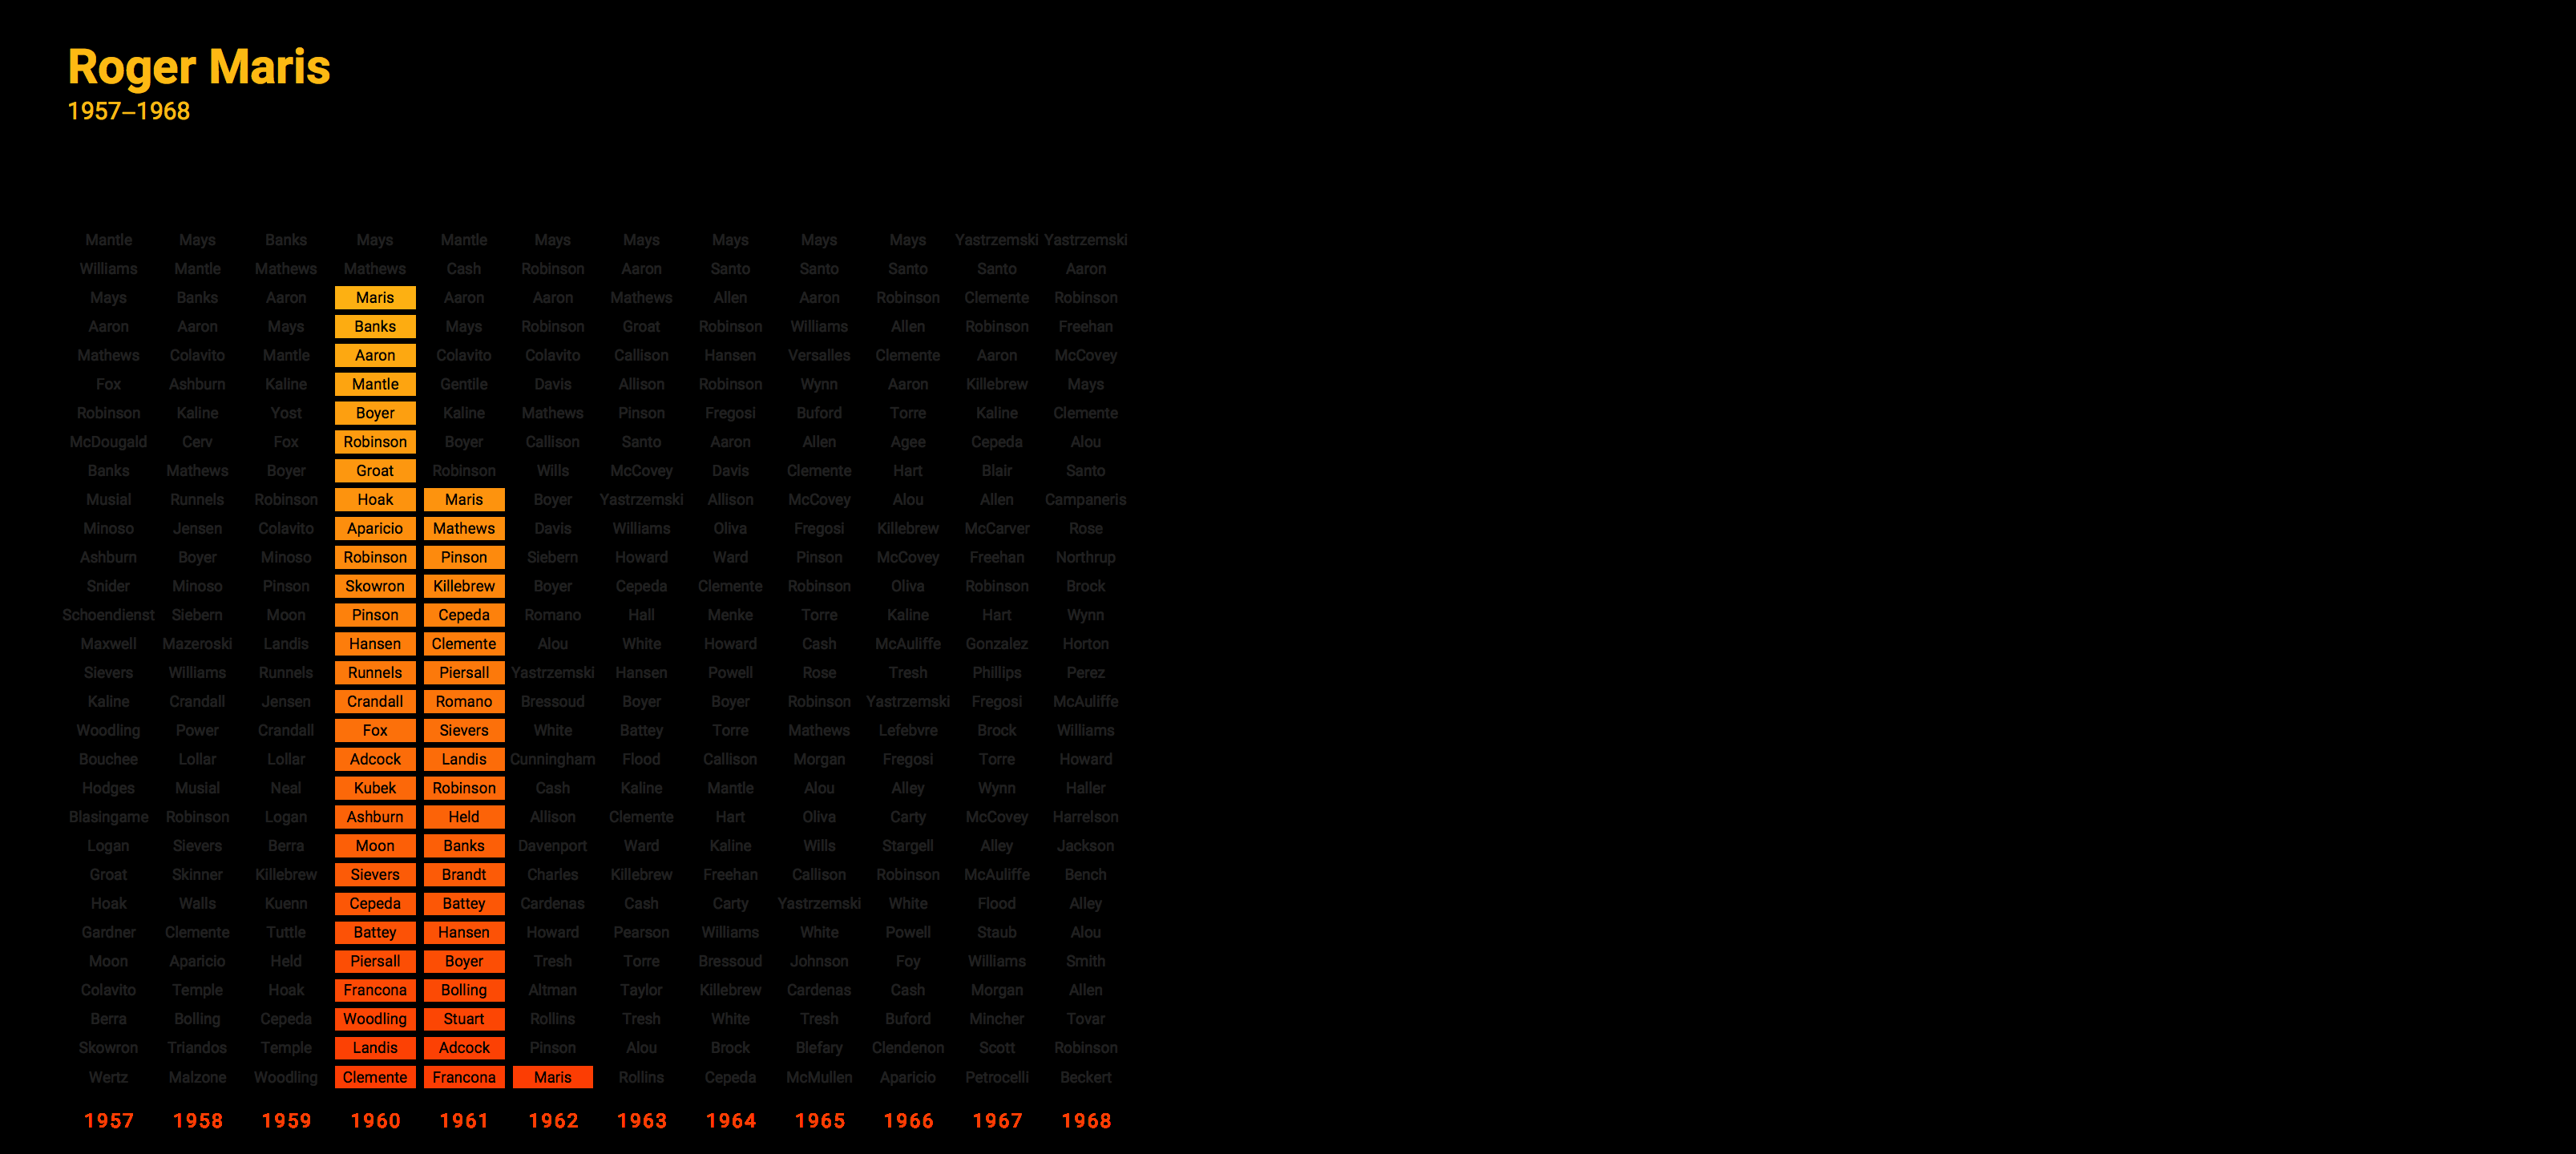 Roger Maris
1957–1968
Mantle Mays Banks Mays Mantle Mays Mays Mays Mays Mays Yastrzemski Yastrzemski
Williams Mantle Mathews Mathews Cash Robinson Aaron Santo Santo Santo Santo Aaron
Mays Banks Aaron Maris Aaron Aaron Mathews Allen Aaron Robinson Clemente Robinson
Aaron Aaron Mays Banks Mays Robinson Groat Robinson Williams Allen Robinson Freehan
Mathews Colavito Mantle Aaron Colavito Colavito Callison Hansen Versalles Clemente Aaron McCovey
Fox Ashburn Kaline Mantle Gentile Davis Allison Robinson Wynn Aaron Killebrew Mays
Robinson Kaline Yost Boyer Kaline Mathews Pinson Fregosi Buford Torre Kaline Clemente
McDougald Cerv Fox Robinson Boyer Callison Santo Aaron Allen Agee Cepeda Alou
Banks Mathews Boyer Groat Robinson Wills McCovey Davis Clemente Hart Blair Santo
Musial Runnels Robinson Hoak Maris Boyer Yastrzemski Allison McCovey Alou Allen Campaneris
Minoso Jensen Colavito Aparicio Mathews Davis Williams Oliva Fregosi Killebrew McCarver Rose
Ashburn Boyer Minoso Robinson Pinson Siebern Howard Ward Pinson McCovey Freehan Northrup
Snider Minoso Pinson Skowron Killebrew Boyer Cepeda Clemente Robinson Oliva Robinson Brock
Schoendienst Siebern Moon Pinson Cepeda Romano Hall Menke Torre Kaline Hart Wynn
Maxwell Mazeroski Landis Hansen Clemente Alou White Howard Cash McAuliffe Gonzalez Horton
Sievers Williams Runnels Runnels Piersall Yastrzemski Hansen Powell Rose Tresh Phillips Perez
Kaline Crandall Jensen Crandall Romano Bressoud Boyer Boyer Robinson Yastrzemski Fregosi McAuliffe
Woodling Power Crandall Fox Sievers White Battey Torre Mathews Lefebvre Brock Williams
Bouchee Lollar Lollar Adcock Landis Cunningham Flood Callison Morgan Fregosi Torre Howard
Hodges Musial Neal Kubek Robinson Cash Kaline Mantle Alou Alley Wynn Haller
Blasingame Robinson Logan Ashburn Held Allison Clemente Hart Oliva Carty McCovey Harrelson
Logan Sievers Berra Moon Banks Davenport Ward Kaline Wills Stargell Alley Jackson
Groat Skinner Killebrew Sievers Brandt Charles Killebrew Freehan Callison Robinson McAuliffe Bench
Hoak Walls Kuenn Cepeda Battey Cardenas Cash Carty Yastrzemski White Flood Alley
Gardner Clemente Tuttle Battey Hansen Howard Pearson Williams White Powell Staub Alou
Moon Aparicio Held Piersall Boyer Tresh Torre Bressoud Johnson Foy Williams Smith
Colavito Temple Hoak Francona Bolling Altman Taylor Killebrew Cardenas Cash Morgan Allen
Berra Bolling Cepeda Woodling Stuart Rollins Tresh White Tresh Buford Mincher Tovar
Skowron Triandos Temple Landis Adcock Pinson Alou Brock Blefary Clendenon Scott Robinson
Wertz Malzone Woodling Clemente Francona Maris Rollins Cepeda McMullen Aparicio Petrocelli Beckert
1957 1958 1959 1960 1961 1962 1963 1964 1965 1966 1967 1968